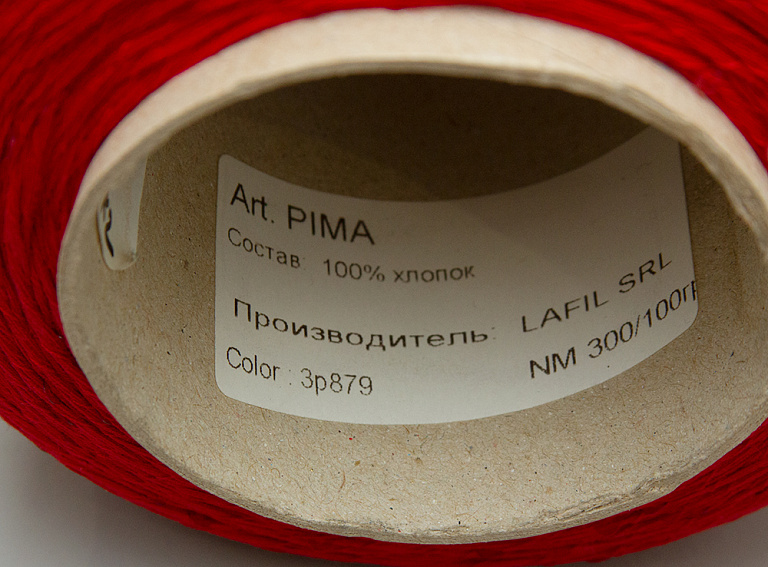 Art. PIMA
Состав: 100% хлопок
Производитель: LAFIL SRL
Color : 3p879
NM 300/100гр